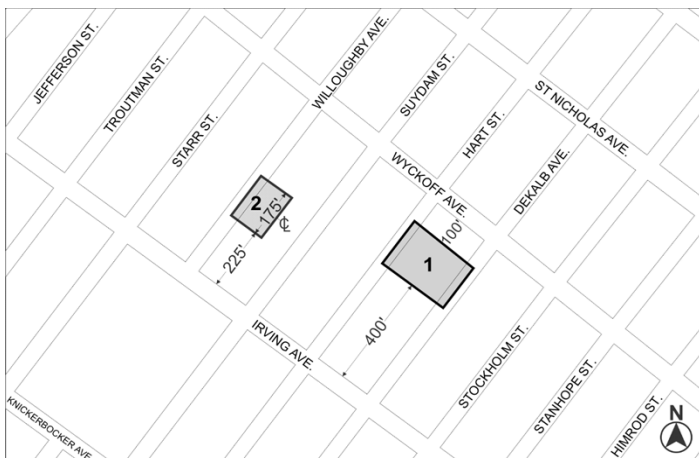 JEFFERSON ST.
TROUTMAN ST.
STARR ST.
WILLOUGHBY AVE.
SUYDAM ST.
HART ST.
ST NICHOLAS AVE.
WYCKOFF AVE.
DEKALB AVE.
2
175'
℄
225'
100'
1
400'
IRVING AVE.
STOCKHOLM ST.
STANHOPE ST.
HIMROD ST.
KNICKERBOCKER AVE.
N